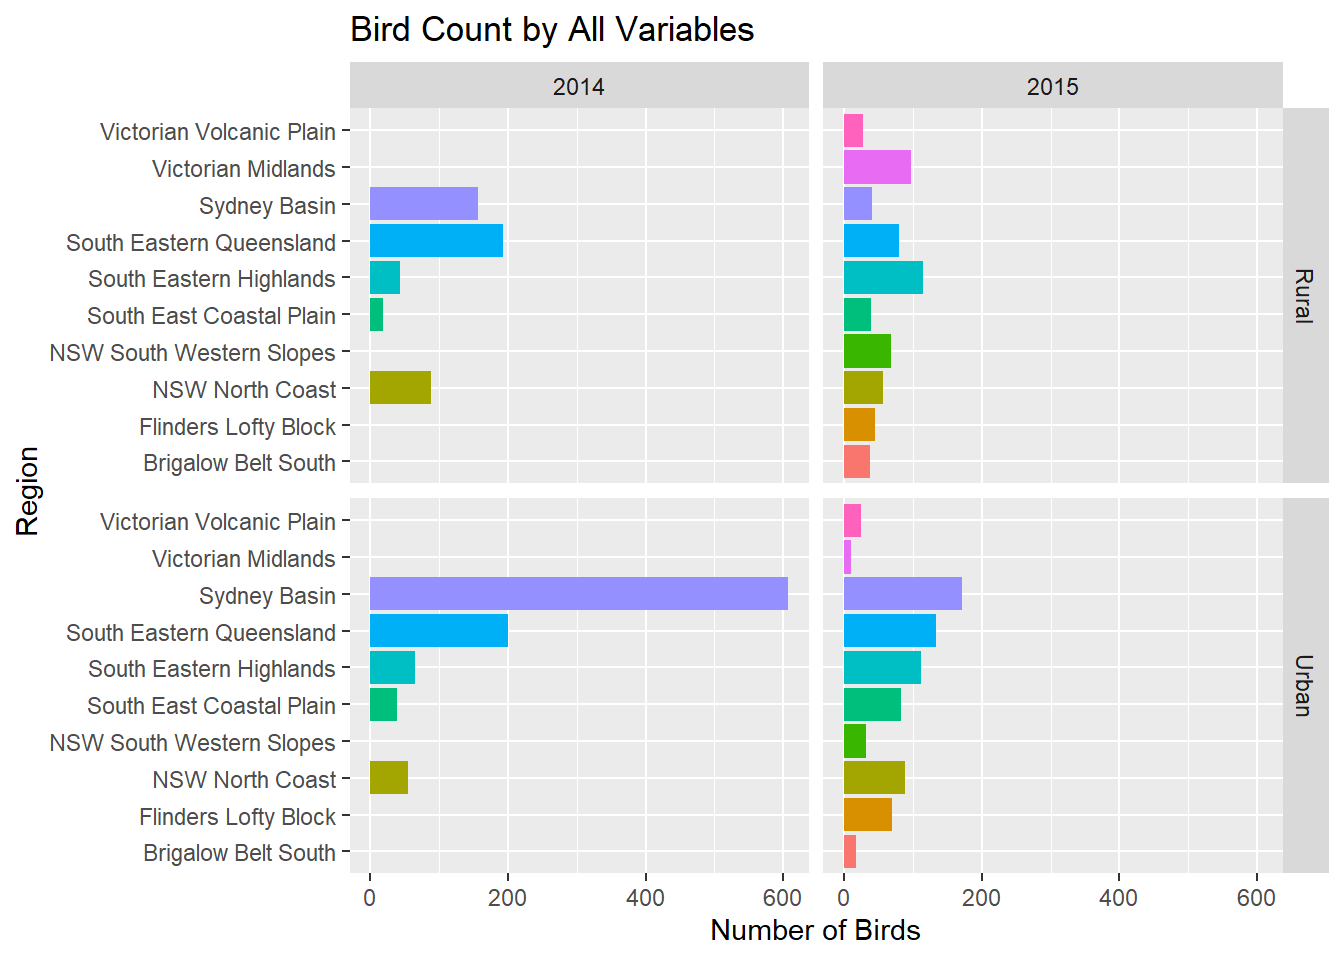 Bird Count by All Variables
2014
2015
Victorian Volcanic Plain
Victorian Midlands
Sydney Basin
South Eastern Queensland
South Eastern Highlands
South East Coastal Plain
NSW South Western Slopes
NSW North Coast
Flinders Lofty Block
Brigalow Belt South
Rural
Region
Victorian Volcanic Plain
Victorian Midlands
Sydney Basin
South Eastern Queensland
South Eastern Highlands
South East Coastal Plain
NSW South Western Slopes
NSW North Coast
Flinders Lofty Block
Brigalow Belt South
Urban
0 200 400 600
0 200 400 600
Number of Birds